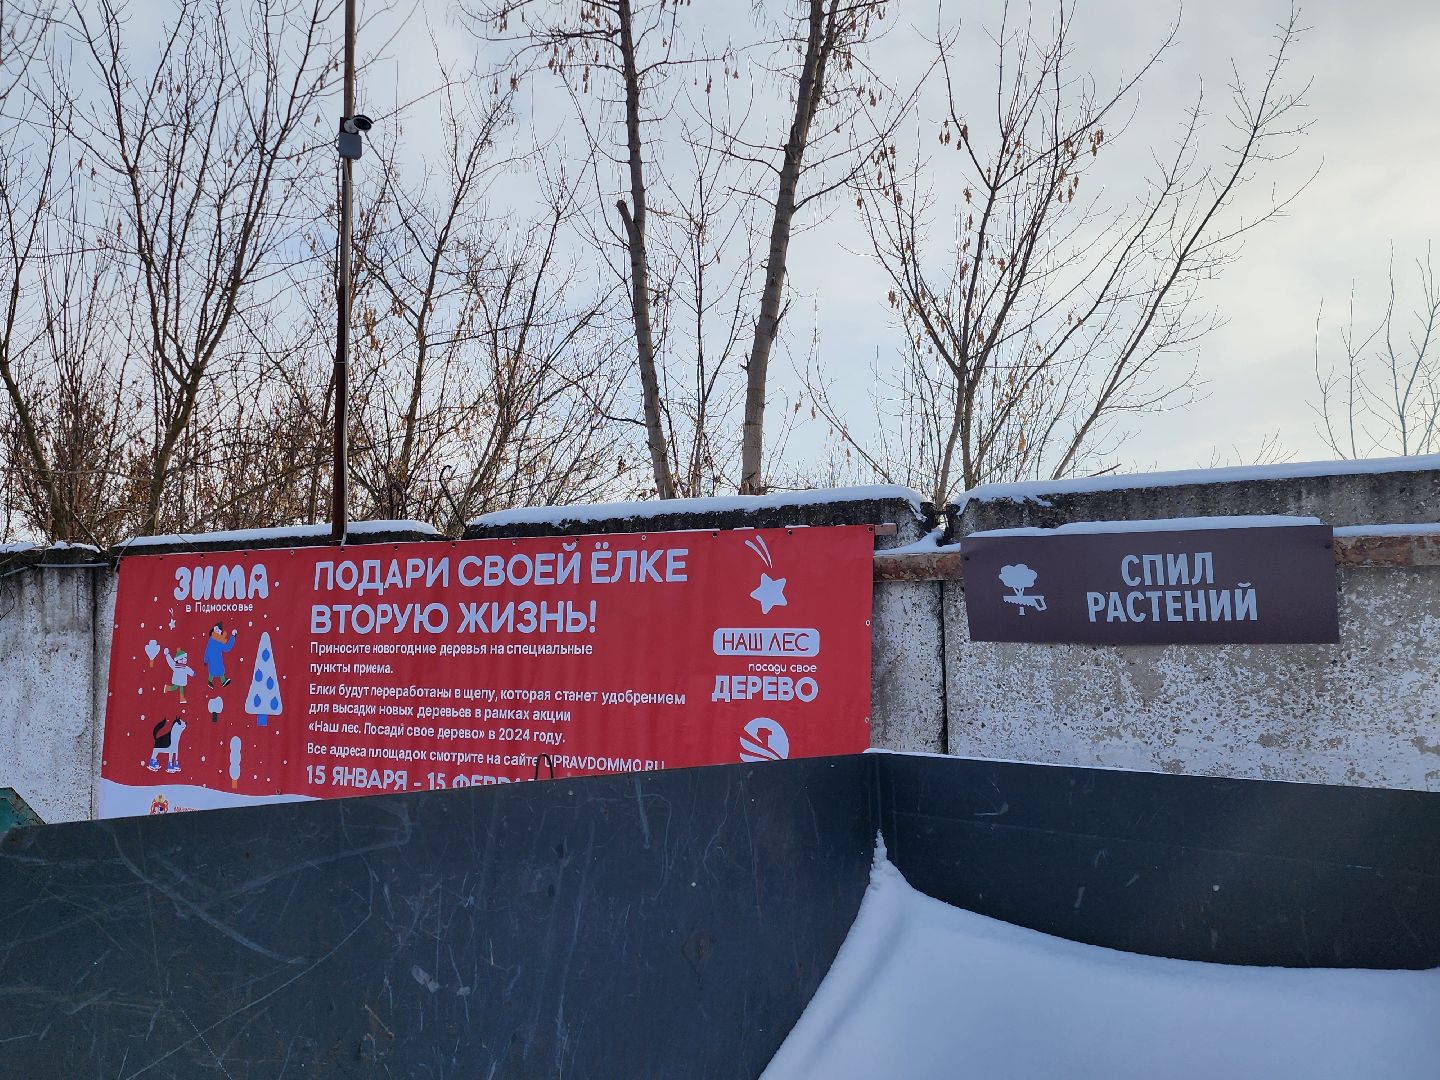 ЗИМА
в Подмосковье
ПОДАРИ СВОЕЙ ЁЛКЕ
ВТОРУЮ ЖИЗНЬ!
Приносите новогодние деревья на специальные
пункты приема.
Елки будут переработаны в щепу, которая станет удобрением
для высадки новых деревьев в рамках акции
«Наш лес. Посади свое дерево» в 2024 году.
Все адреса площадок смотрите на сайте UPRAVDOMMO.RU
15 ЯНВАРЯ - 15
НАШ ЛЕС
посади свое
ДЕРЕВО
СПИЛ
РАСТЕНИЙ